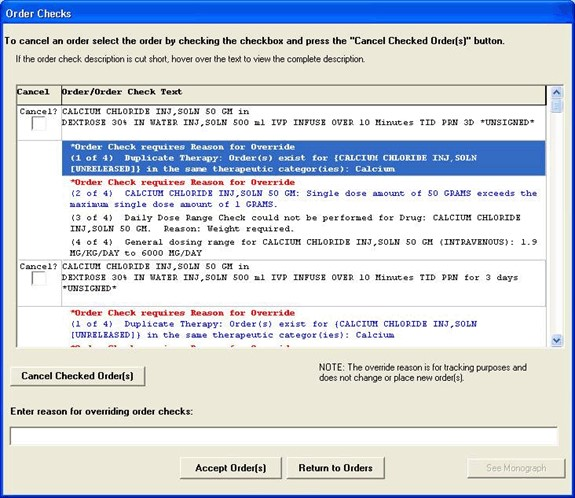 Order Checks
To cancel an order select the order by checking the checkbox and press the "Cancel Checked Order(s)" button.
If the order check description is cut short, hover over the text to view the complete description.
Cancel Order/Order Check Text
Cancel? CALCIUM CHLORIDE INJ,SOLN 50 GM in
DEXTROSE 30% IN WATER INJ,SOLN 500 ml IVP INFUSE OVER 10 Minutes TID PRN 3D *UNSIGNED*
*Order Check requires Reason for Override
(1 of 4) Duplicate Therapy: Order(s) exist for {CALCIUM CHLORIDE INJ,SOLN
[UNRELEASED]} in the same therapeutic categor(ies): Calcium
*Order Check requires Reason for Override
(2 of 4) CALCIUM CHLORIDE INJ,SOLN 50 GM: Single dose amount of 50 GRAMS exceeds the
maximum single dose amount of 1 GRAMS.
(3 of 4) Daily Dose Range Check could not be performed for Drug: CALCIUM CHLORIDE
INJ,SOLN 50 GM. Reason: Weight required.
(4 of 4) General dosing range for CALCIUM CHLORIDE INJ,SOLN 50 GM (INTRAVENOUS): 1.9
MG/KG/DAY to 6000 MG/DAY
Cancel? CALCIUM CHLORIDE INJ,SOLN 50 GM in
DEXTROSE 30% IN WATER INJ,SOLN 500 ml IVP INFUSE OVER 10 Minutes TID PRN for 3 days
*UNSIGNED*
*Order Check requires Reason for Override
(1 of 4) Duplicate Therapy: Order(s) exist for {CALCIUM CHLORIDE INJ,SOLN
[UNRELEASED]} in the same therapeutic categor(ies): Calcium
Cancel Checked Order(s)
NOTE: The override reason is for tracking purposes and
does not change or place new order(s).
Enter reason for overriding order checks:
Accept Order(s) Return to Orders See Monograph